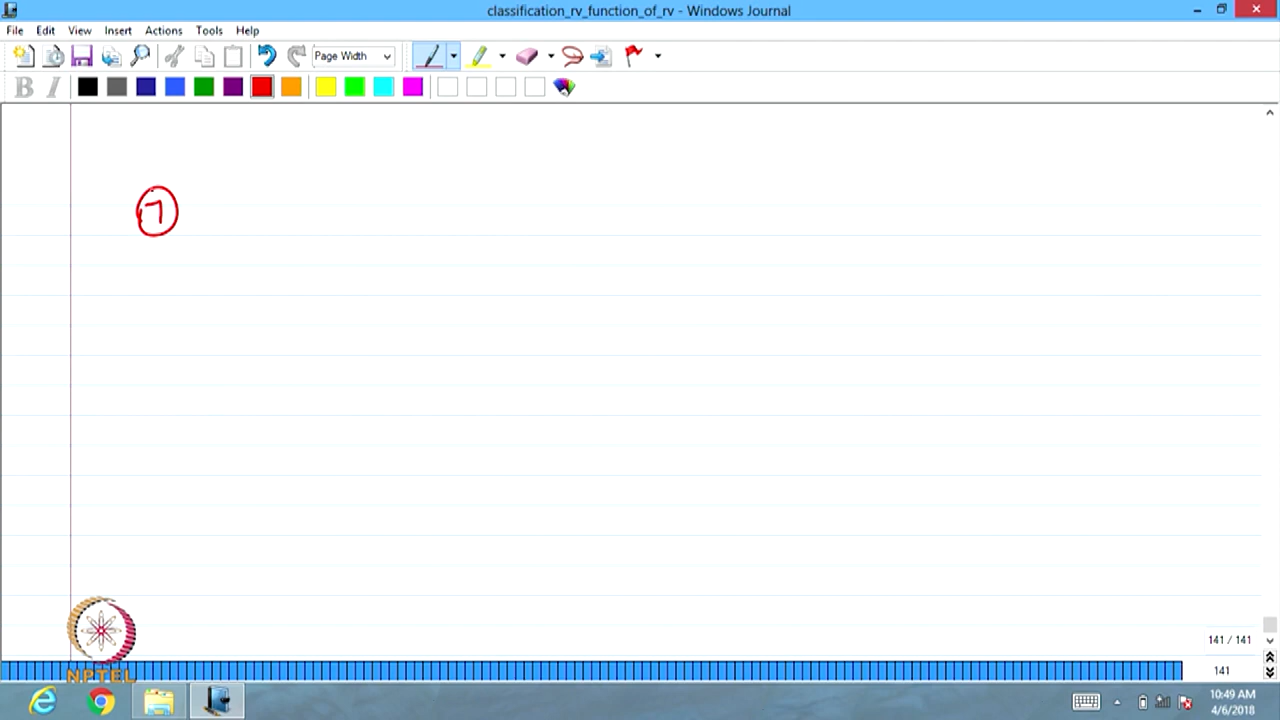 classification_rv_function_of_rv - Windows Journal
File Edit View Insert Actions Tools Help
Page Width
B I
7
141 / 141
141
NPTEL
10:49 AM
4/6/2018